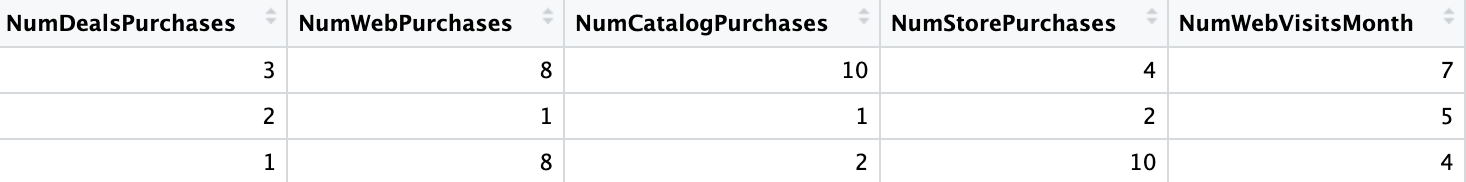 NumDealsPurchases NumWebPurchases NumCatalogPurchases NumStorePurchases NumWebVisitsMonth
3 8 10 4 7
2 1 1 2 5
1 8 2 10 4